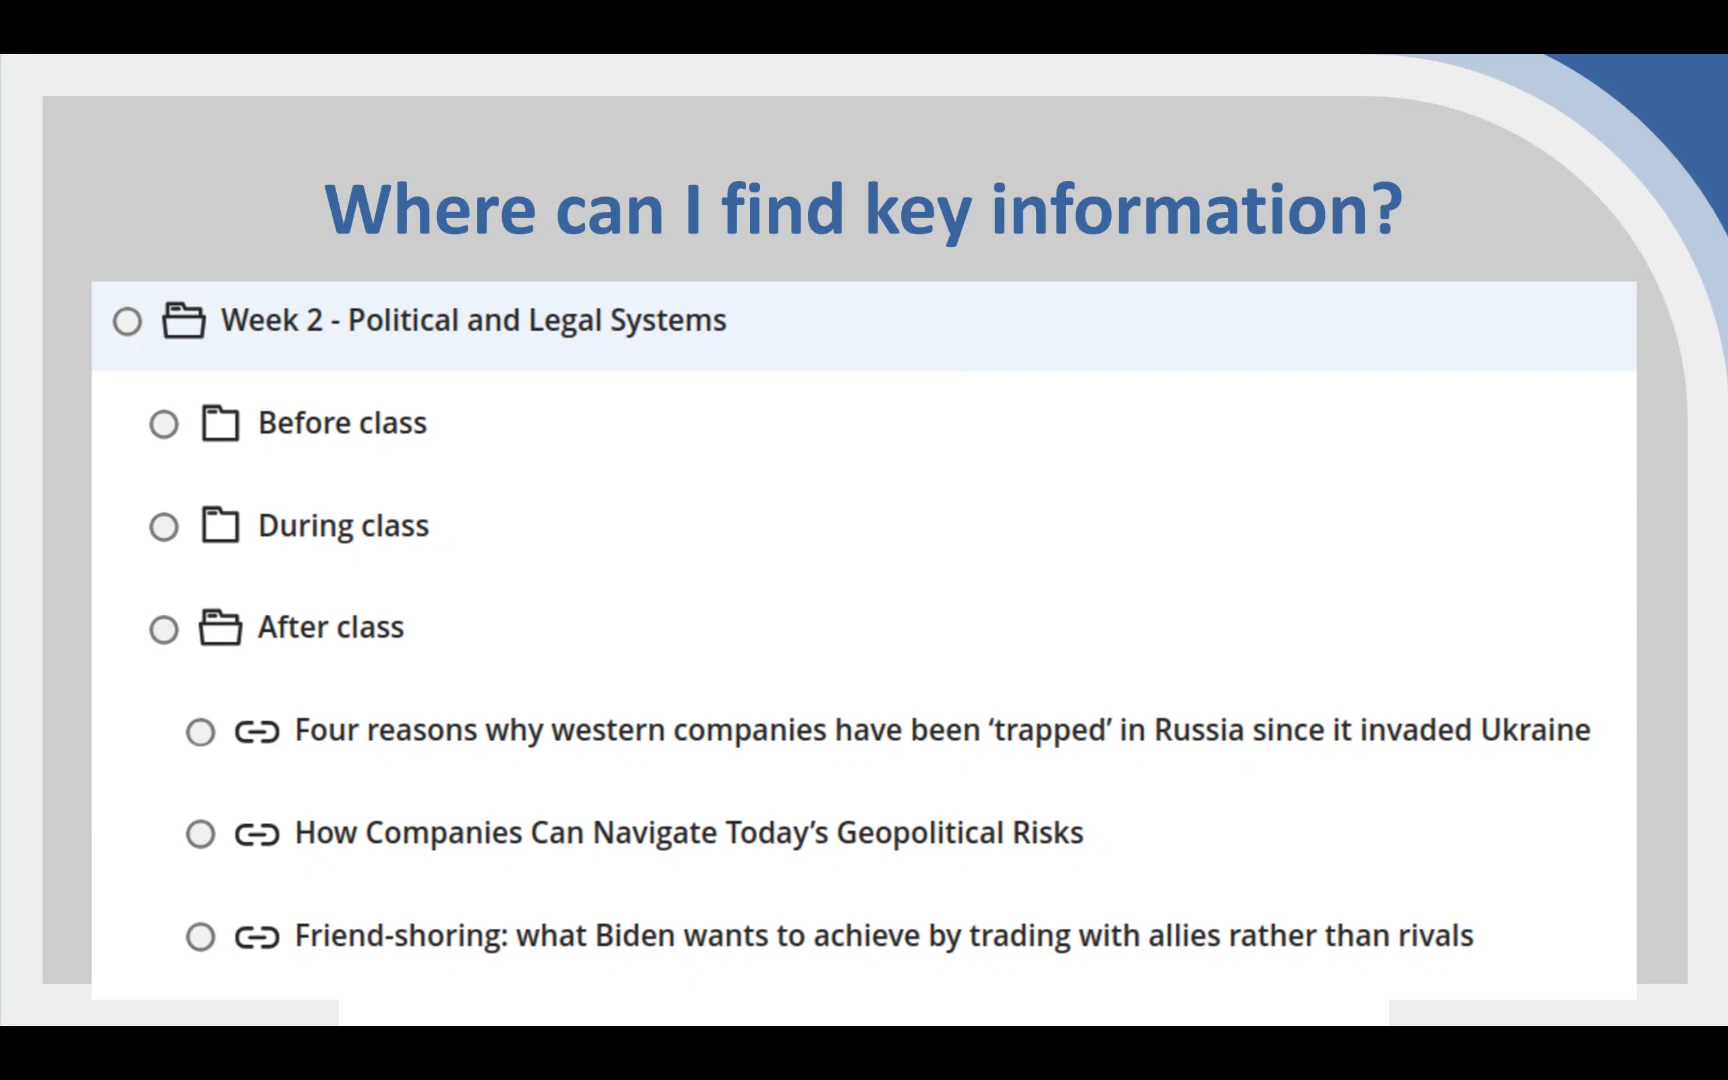 Where can I find key information?
Week 2 - Political and Legal Systems
Before class
During class
After class
Four reasons why western companies have been ‘trapped’ in Russia since it invaded Ukraine
How Companies Can Navigate Today’s Geopolitical Risks
Friend-shoring: what Biden wants to achieve by trading with allies rather than rivals